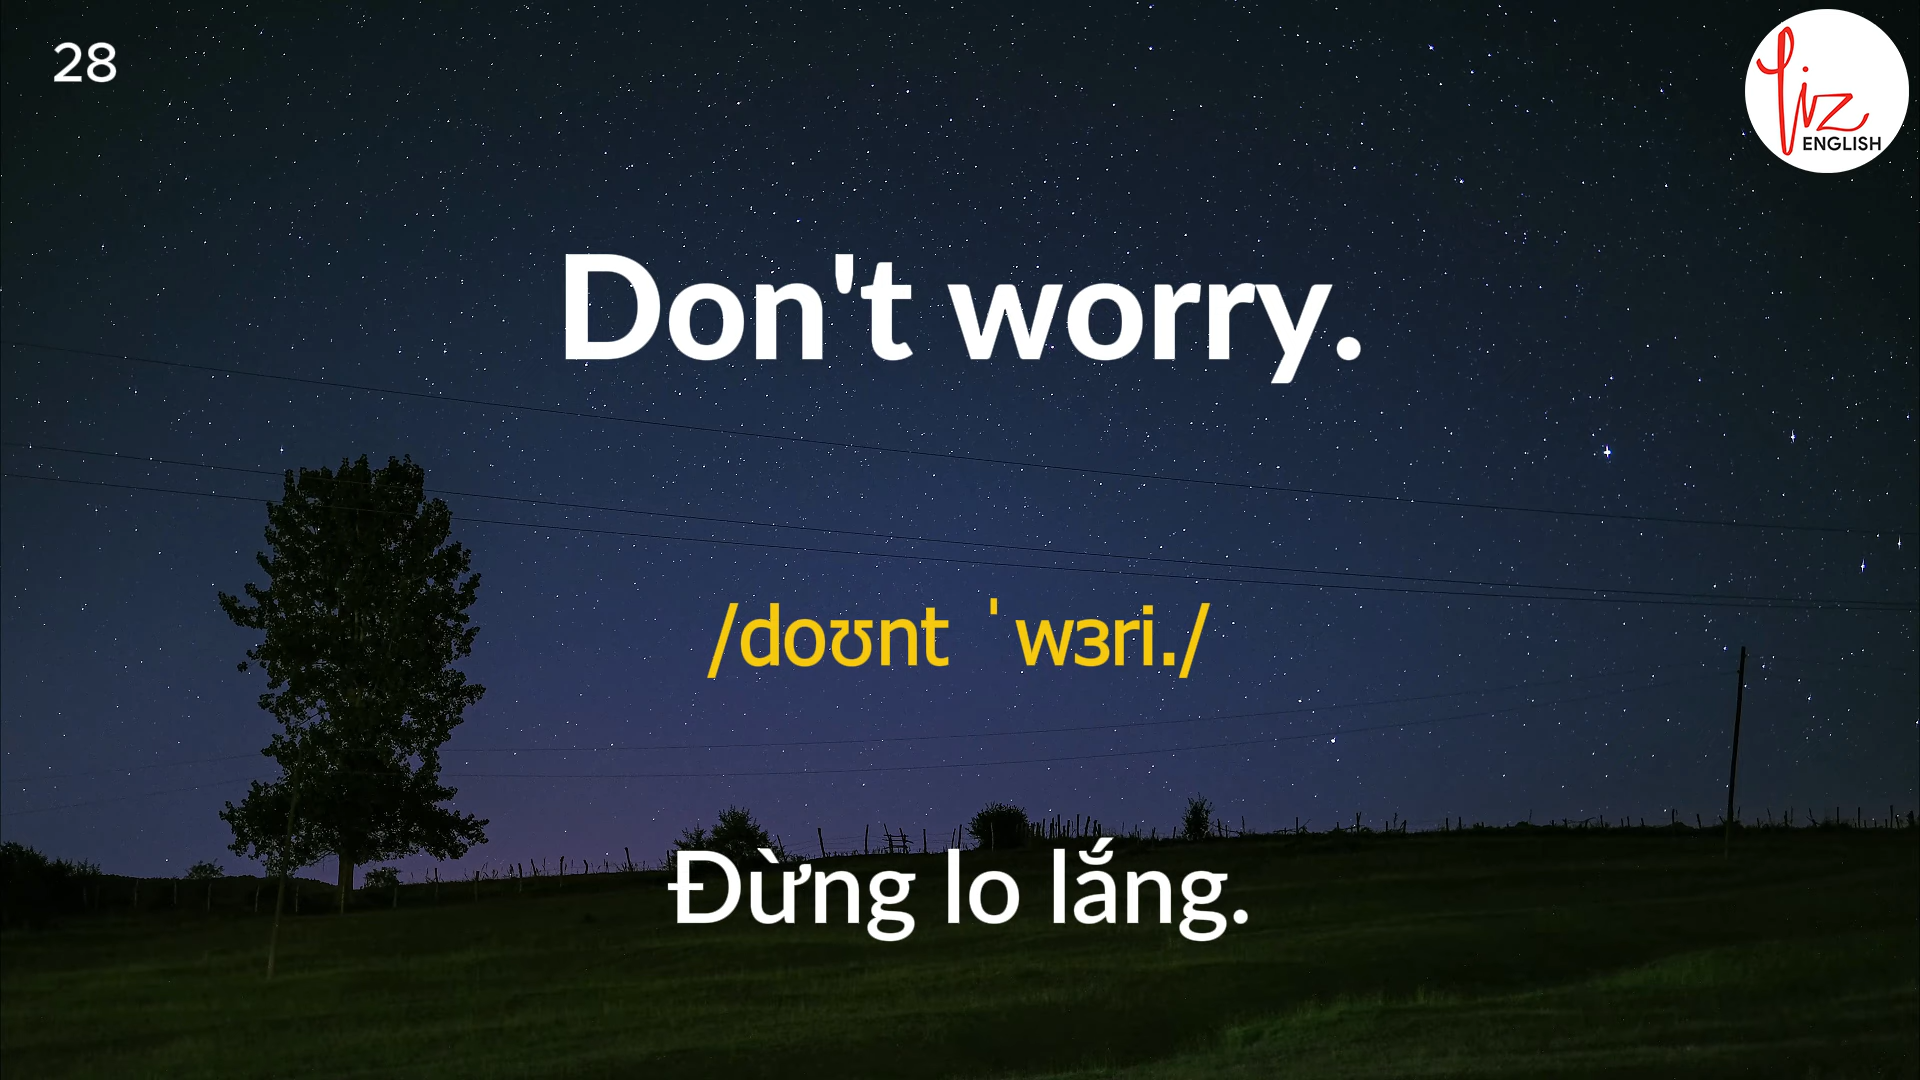 28
Liz
ENGLISH
Don't worry.
/doʊnt ˈwɜri./
Đừng lo lắng.